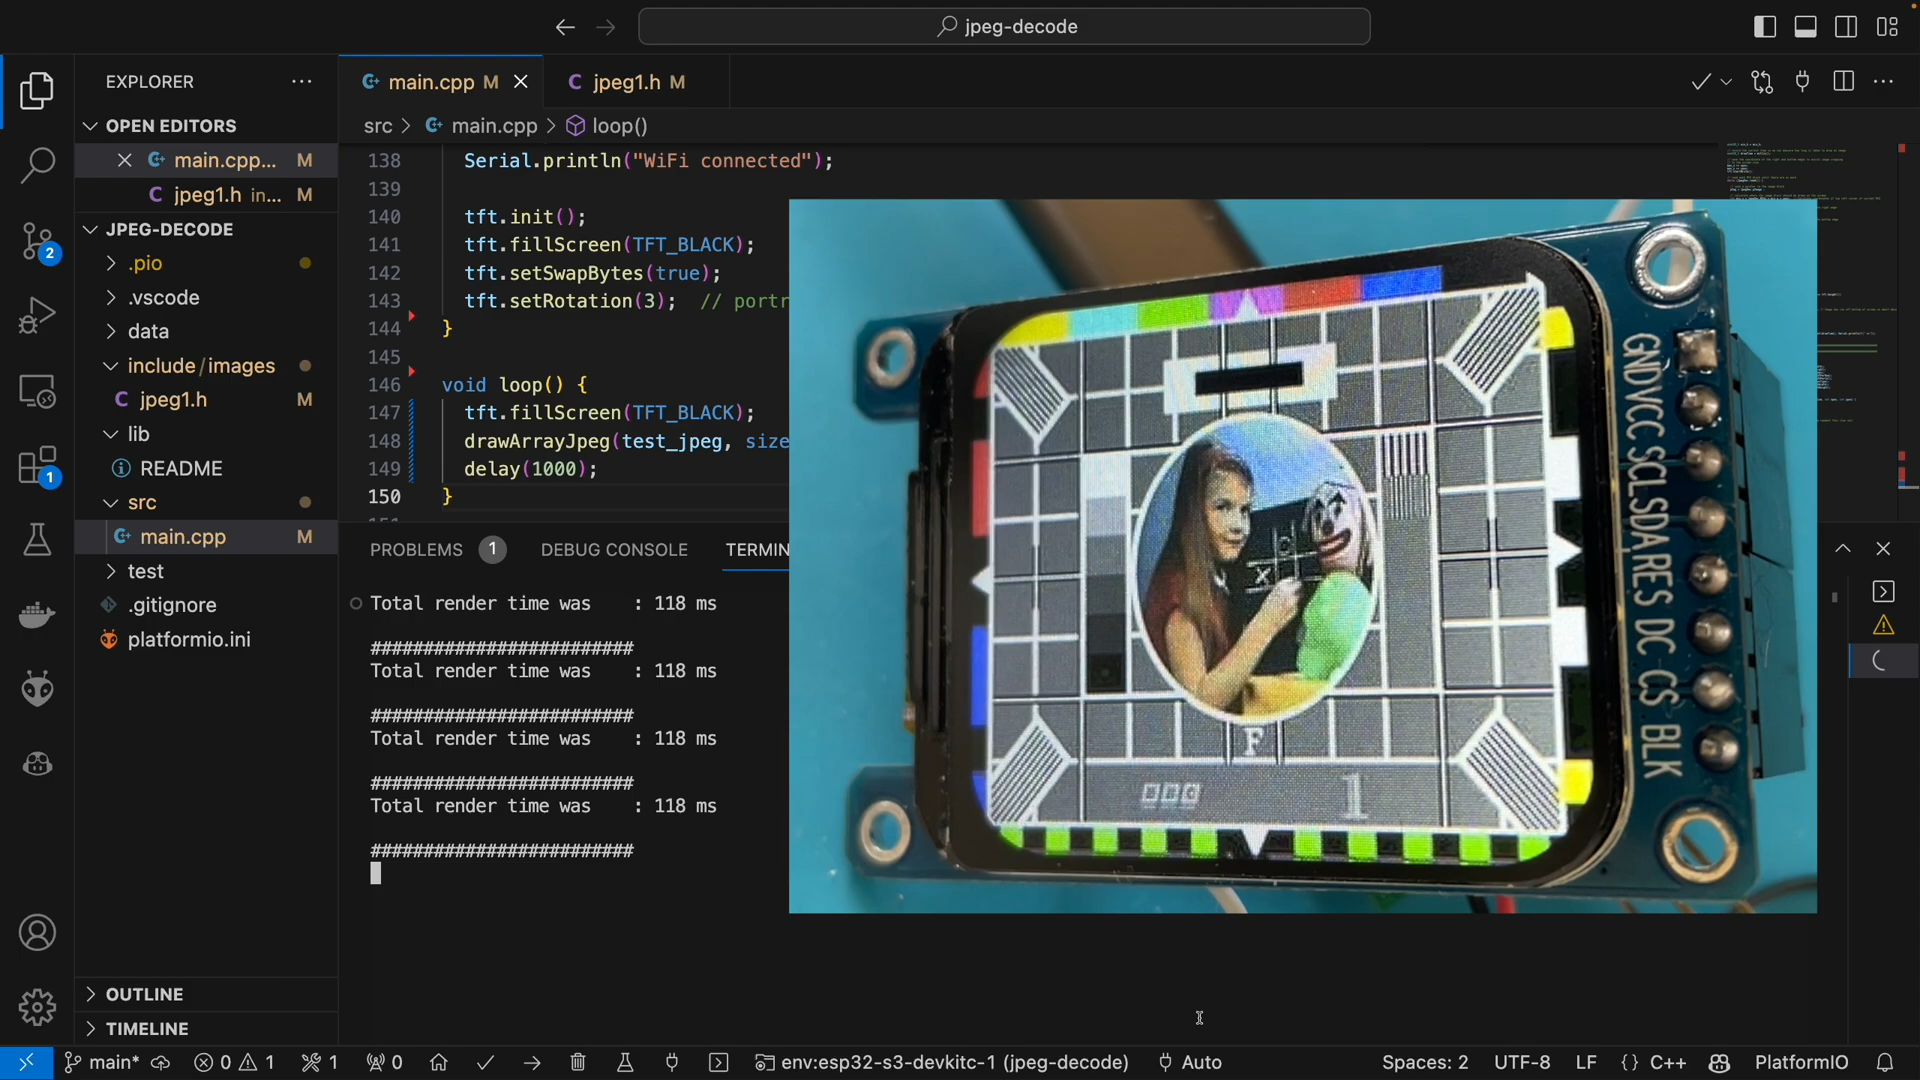 jpeg-decode
EXPLORER
OPEN EDITORS
main.cpp... M
jpeg1.h in... M
JPEG-DECODE
.pio
.vscode
data
include/images
jpeg1.h M
lib
README
src
main.cpp M
test
.gitignore
platformio.ini
OUTLINE
TIMELINE
2
1
main.cpp M
jpeg1.h M
src > main.cpp > loop()
138 Serial.println("WiFi connected");
139
140 tft.init();
141 tft.fillScreen(TFT_BLACK);
142 tft.setSwapBytes(true);
143 tft.setRotation(3); // portr
144 }
145
146 void loop() {
147 tft.fillScreen(TFT_BLACK);
148 drawArrayJpeg(test_jpeg, size
149 delay(1000);
150 }
PROBLEMS 1 DEBUG CONSOLE TERMIN
Total render time was : 118 ms
#########################
Total render time was : 118 ms
#########################
Total render time was : 118 ms
#########################
Total render time was : 118 ms
#########################
GND VCC SCL SDA RES DC CS BLK
O
X
F
1
main* 0 1 1 0 env:esp32-s3-devkitc-1 (jpeg-decode) Auto Spaces: 2 UTF-8 LF {} C++ PlatformIO